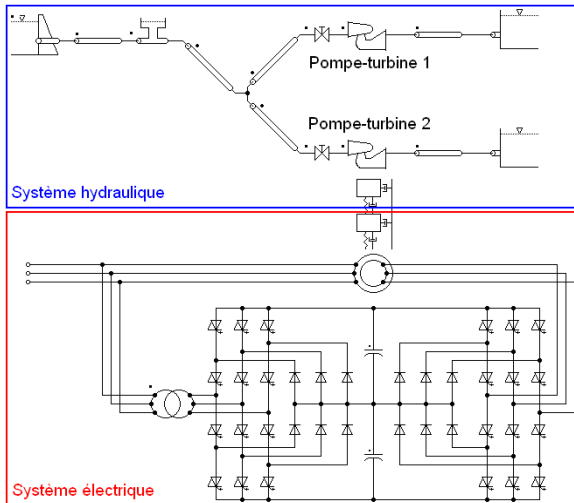 Pompe-turbine 1
Pompe-turbine 2
Système hydraulique
Système électrique